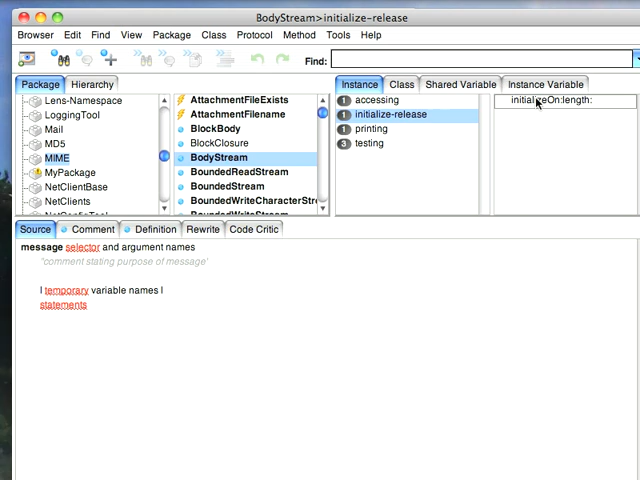 BodyStream>initialize-release
Browser Edit Find View Package Class Protocol Method Tools Help
Find:
Package Hierarchy
Instance Class Shared Variable Instance Variable
Lens-Namespace
LoggingTool
Mail
MD5
MIME
MyPackage
NetClientBase
NetClients
NetConfigTool
AttachmentFileExists
AttachmentFilename
BlockBody
BlockClosure
BodyStream
BoundedReadStream
BoundedStream
BoundedWriteCharacterStre
BoundedWriteStream
1 accessing
1 initialize-release
1 printing
3 testing
initializeOn:length:
Source Comment Definition Rewrite Code Critic
message selector and argument names
"comment stating purpose of message"
| temporary variable names |
statements